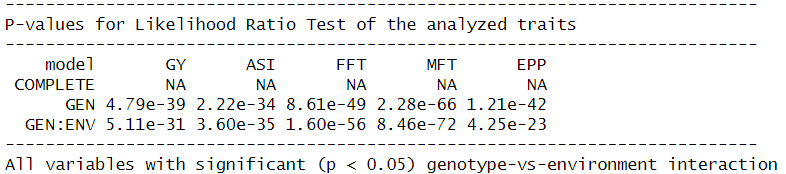 ---------------------------------------------------------------------------
P-values for Likelihood Ratio Test of the analyzed traits
---------------------------------------------------------------------------
model GY ASI FFT MFT EPP
COMPLETE NA NA NA NA NA
GEN 4.79e-39 2.22e-34 8.61e-49 2.28e-66 1.21e-42
GEN:ENV 5.11e-31 3.60e-35 1.60e-56 8.46e-72 4.25e-23
---------------------------------------------------------------------------
All variables with significant (p < 0.05) genotype-vs-environment interaction